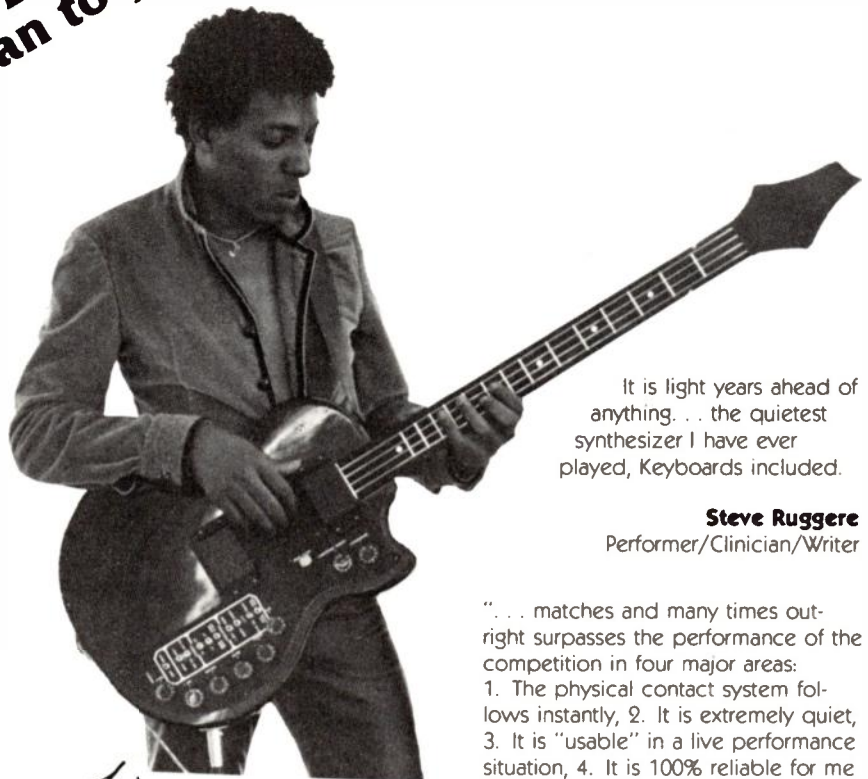 an to
It is light years ahead of
anything. . . the quietest
synthesizer I have ever
played, Keyboards included.
Steve Ruggere
Performer/Clinician/Writer
". . . matches and many times out-
right surpasses the performance of the
competition in four major areas:
1. The physical contact system fol-
lows instantly, 2. It is extremely quiet,
3. It is "usable" in a live performance
situation, 4. It is 100% reliable for me